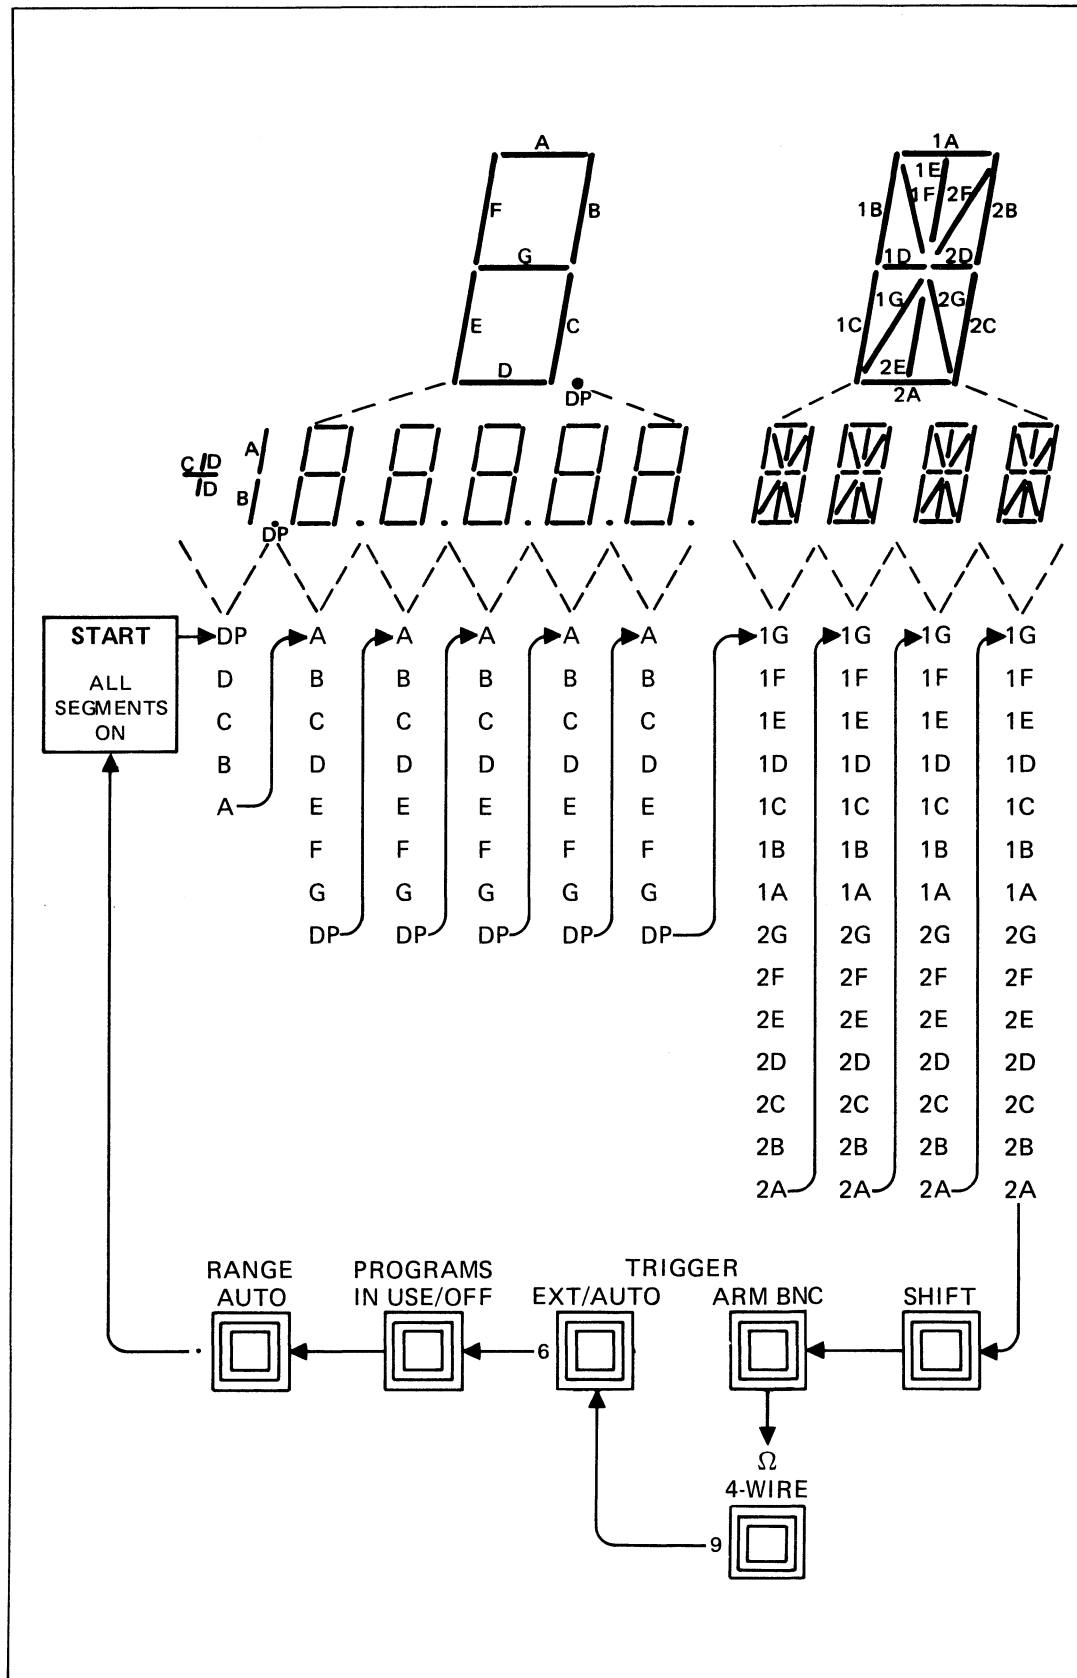 A
F
B
G
E
C
D
DP
1A
1E
1F 2F
1B
2B
1D 2D
1G 2G
1C
2C
2E
2A
C/D
/D
A
B
DP
START
ALL
SEGMENTS
ON
DP A A A A A 1G 1G 1G 1G
D B B B B B 1F 1F 1F 1F
C C C C C C 1E 1E 1E 1E
B D D D D D 1D 1D 1D 1D
A E E E E E 1C 1C 1C 1C
F F F F F 1B 1B 1B 1B
G G G G G 1A 1A 1A 1A
DP DP DP DP DP 2G 2G 2G 2G
2F 2F 2F 2F
2E 2E 2E 2E
2D 2D 2D 2D
2C 2C 2C 2C
2B 2B 2B 2B
2A 2A 2A 2A
RANGE
AUTO
PROGRAMS
IN USE/OFF
TRIGGER
EXT/AUTO
ARM BNC
SHIFT
.
6
Ω
4-WIRE
9